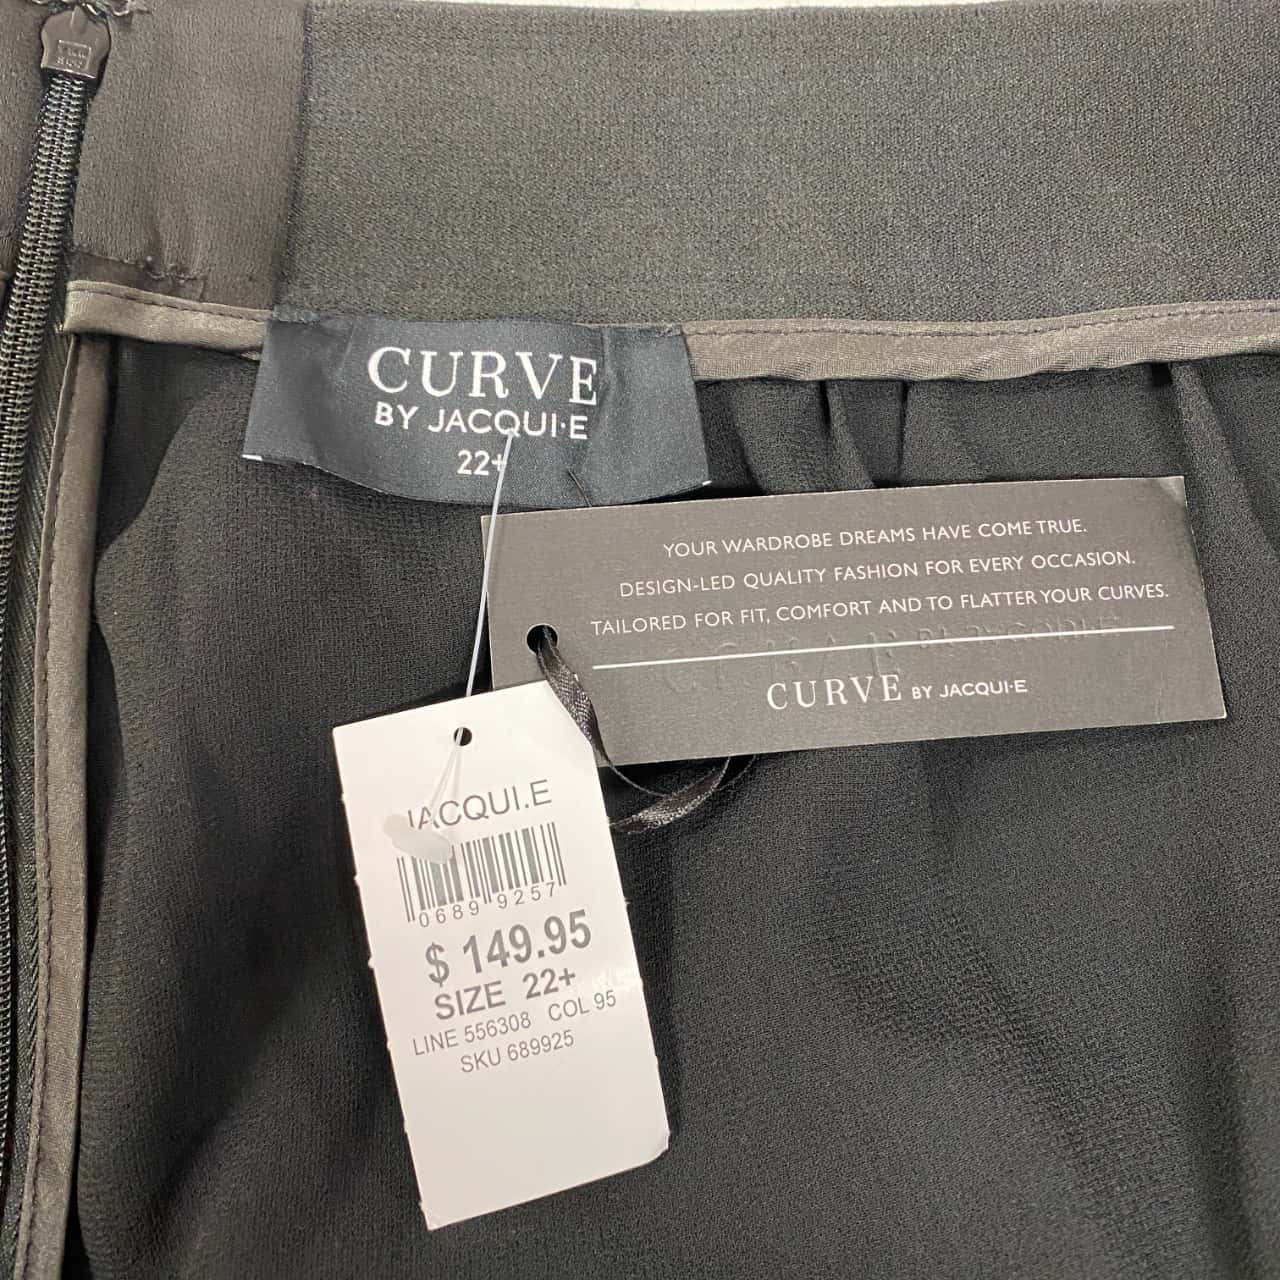 CURVE
BY JACQUI·E
22+
YOUR WARDROBE DREAMS HAVE COME TRUE.
DESIGN-LED QUALITY FASHION FOR EVERY OCCASION.
TAILORED FOR FIT, COMFORT AND TO FLATTER YOUR CURVES.
CURVE BY JACQUI·E
JACQUI.E
0689 9257
$ 149.95
SIZE 22+
LINE 556308 COL 95
SKU 689925